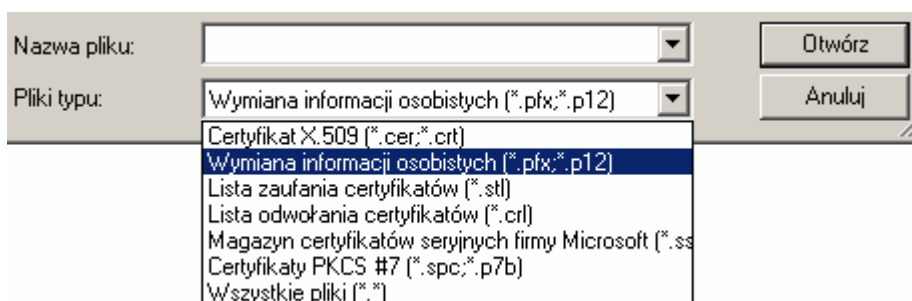 Nazwa pliku:
Otwórz
Pliki typu:
Wymiana informacji osobistych (*.pfx;*.p12)
Anuluj
Certyfikat X.509 (*.cer;*.crt)
Wymiana informacji osobistych (*.pfx;*.p12)
Lista zaufania certyfikatów (*.stl)
Lista odwołania certyfikatów (*.crl)
Magazyn certyfikatów seryjnych firmy Microsoft (*.ss
Certyfikaty PKCS #7 (*.spc;*.p7b)
Wszystkie pliki (*.*)